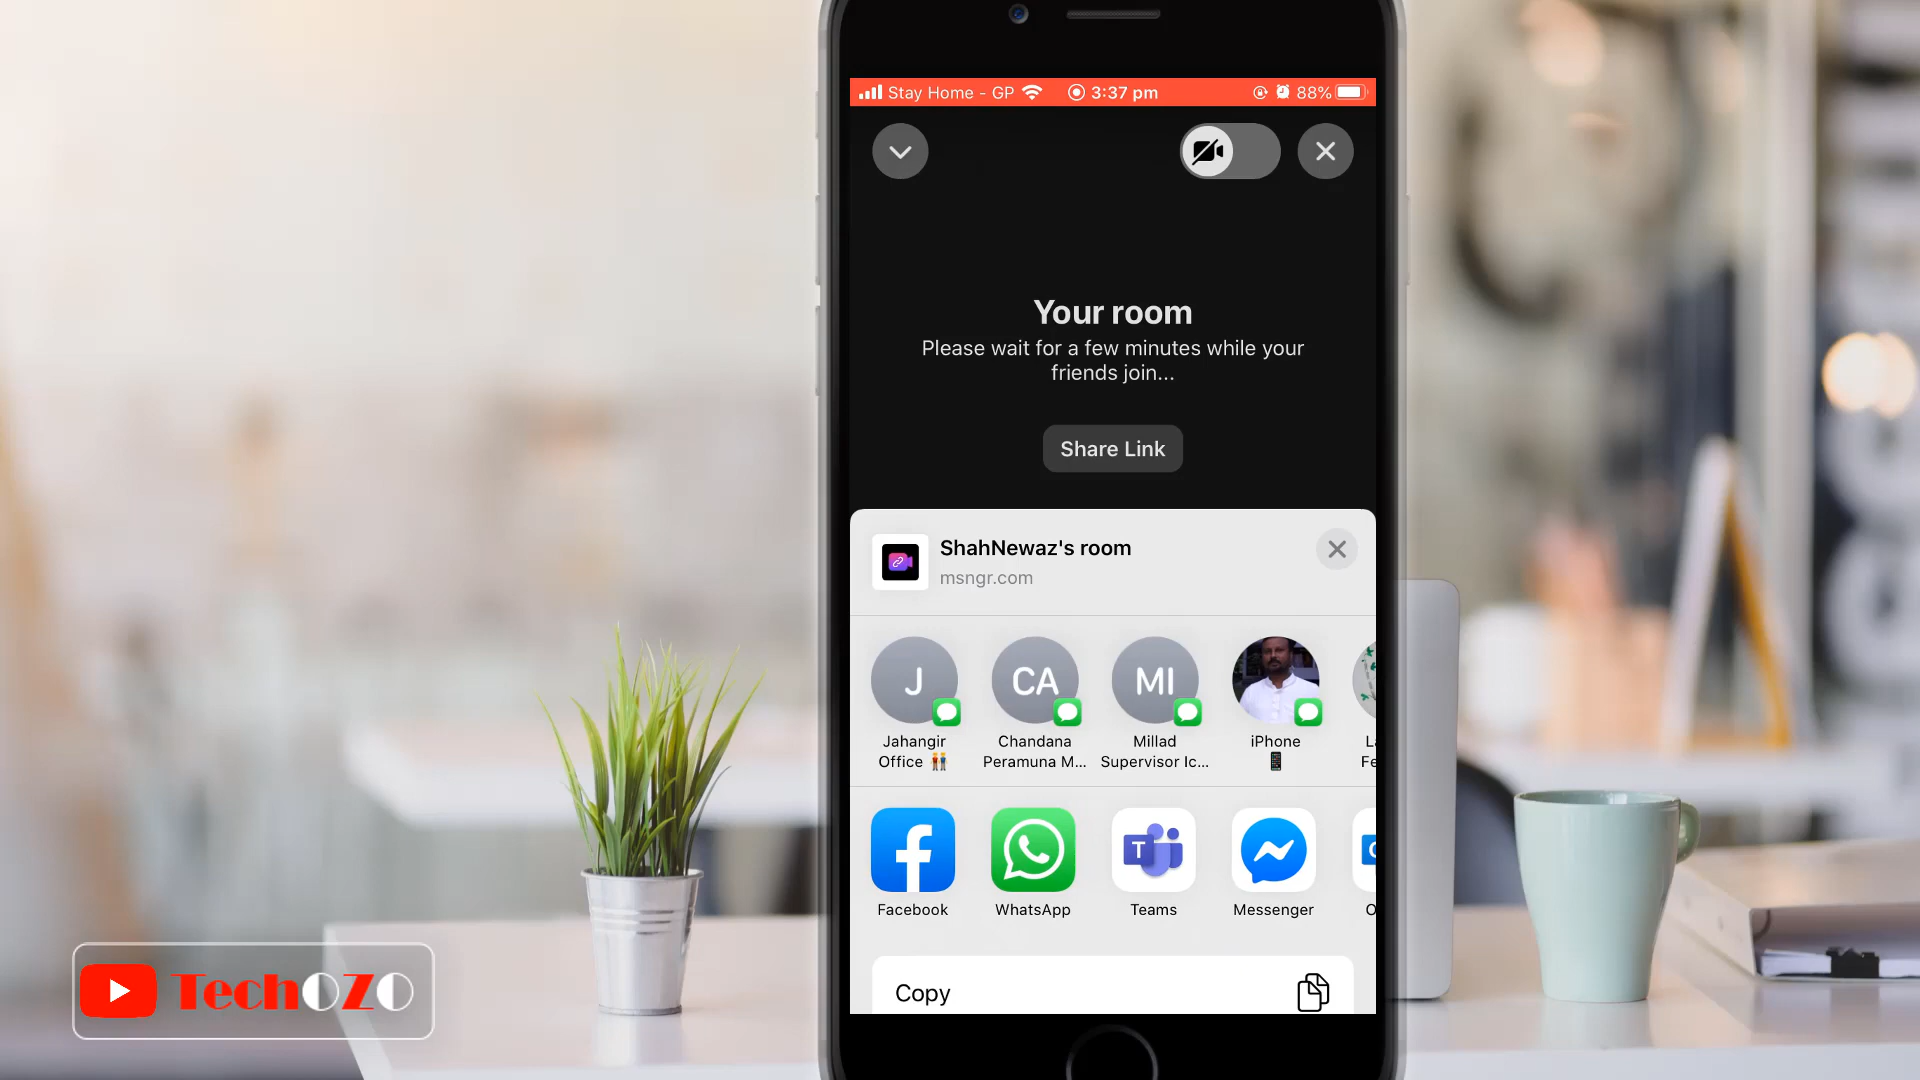 Stay Home - GP 3:37 pm 88%
Your room
Please wait for a few minutes while your
friends join...
Share Link
ShahNewaz's room
msngr.com
J CA MI
Jahangir
Office
Chandana
Peramuna M...
Millad
Supervisor Ic...
iPhone
T
Facebook WhatsApp Teams Messenger
Copy
TechOZO